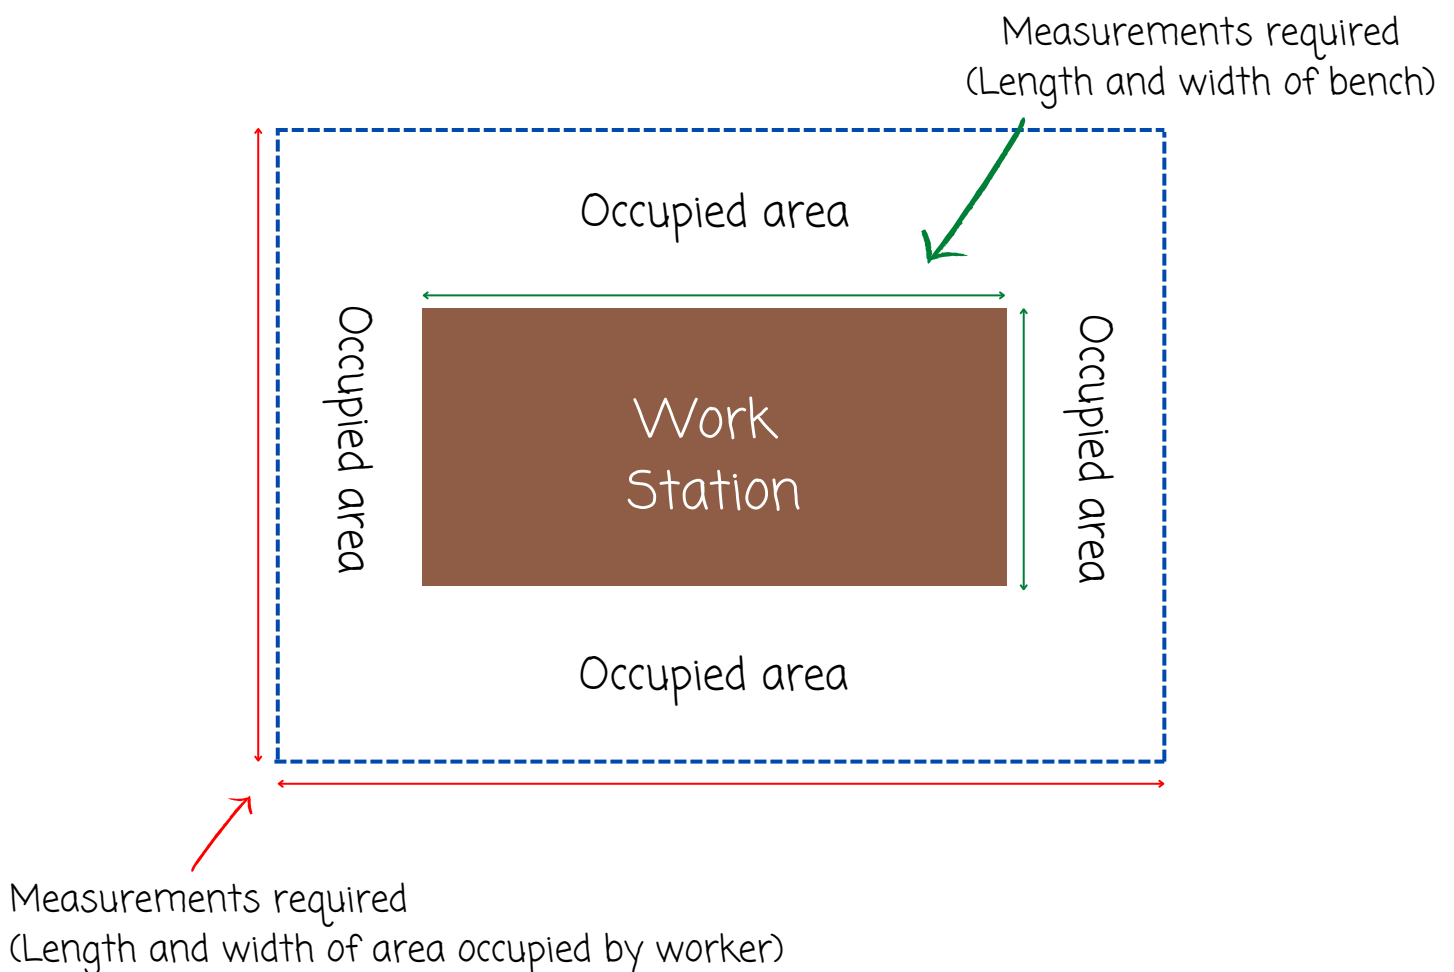 Measurements required
(Length and width of bench)
Occupied area
Occupied area
Work
Station
Occupied area
Occupied area
Measurements required
(Length and width of area occupied by worker)